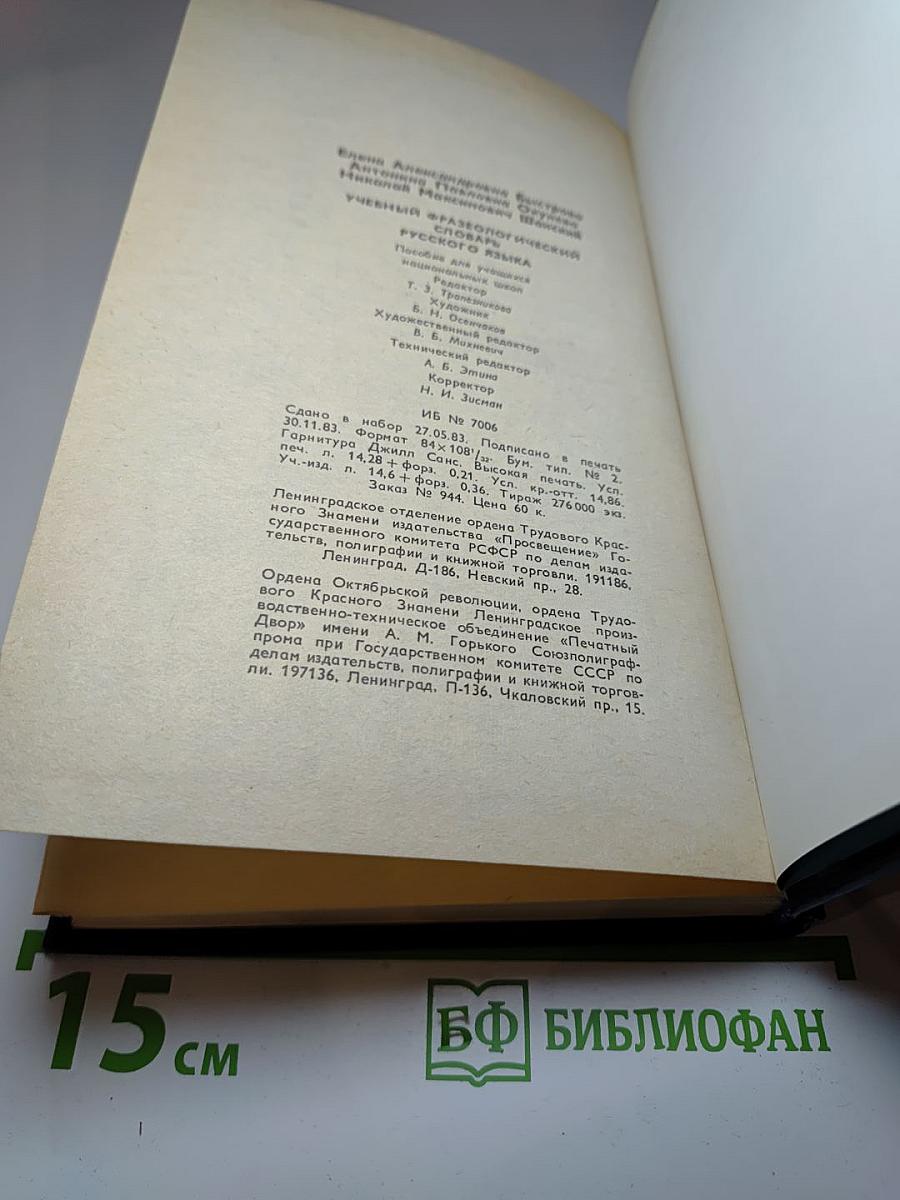 Елена Александровна Быстрова
Антонина Павловна Окунева
Николай Максимович Шанский
УЧЕБНЫЙ ФРАЗЕОЛОГИЧЕСКИЙ
СЛОВАРЬ
РУССКОГО ЯЗЫКА
Пособие для учащихся
национальных школ
Редактор
Т. З. Трапезникова
Художник
Б. Н. Осенчаков
Художественный редактор
В. Б. Михневич
Технический редактор
А. Б. Этина
Корректор
Н. И. Зисман
ИБ № 7006
Сдано в набор 27.05.83. Подписано в печать
30.11.83. Формат 84×108¹/₃₂. Бум. тип. № 2.
Гарнитура Джилл Санс. Высокая печать. Усл.
печ. л. 14,28 + форз. 0,21. Усл. кр.-отт. 14,86.
Уч.-изд. л. 14,6 + форз. 0,36. Тираж 276 000 экз.
Заказ № 944. Цена 60 к.
Ленинградское отделение ордена Трудового Крас-
ного Знамени издательства «Просвещение» Го-
сударственного комитета РСФСР по делам изда-
тельств, полиграфии и книжной торговли. 191186,
Ленинград, Д-186, Невский пр., 28.
Ордена Октябрьской революции, ордена Трудо-
вого Красного Знамени Ленинградское произ-
водственно-техническое объединение «Печатный
Двор» имени А. М. Горького Союзполиграф-
прома при Государственном комитете СССР по
делам издательств, полиграфии и книжной торгов-
ли. 197136, Ленинград, П-136, Чкаловский пр., 15.
15 см
БФ БИБЛИОФАН